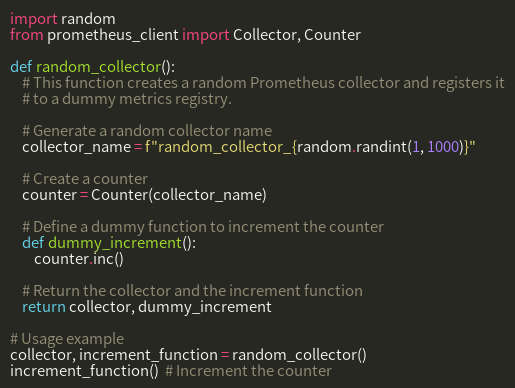 import random
from prometheus_client import Collector, Counter

def random_collector():
    # This function creates a random Prometheus collector and registers it
    # to a dummy metrics registry.

    # Generate a random collector name
    collector_name = f"random_collector_{random.randint(1, 1000)}"

    # Create a counter
    counter = Counter(collector_name)

    # Define a dummy function to increment the counter
    def dummy_increment():
        counter.inc()

    # Return the collector and the increment function
    return collector, dummy_increment

# Usage example
collector, increment_function = random_collector()
increment_function()  # Increment the counter